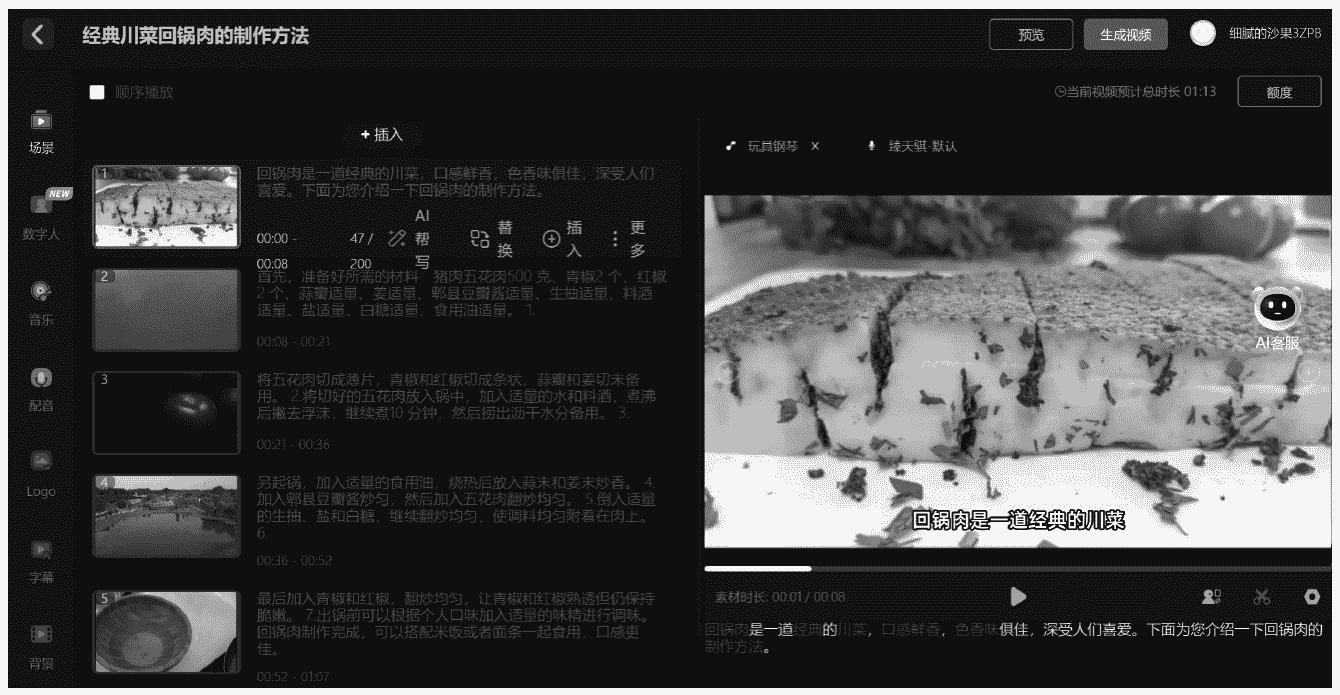 经典川菜回锅肉的制作方法
预览
生成视频
细腻的沙果3ZPB
顺序播放
当前视频预计总时长 01:13
额度
场景
NEW
数字人
音乐
配音
Logo
字幕
背景
+ 插入
1
回锅肉是一道经典的川菜，口感鲜香，色香味俱佳，深受人们
喜爱。下面为您介绍一下回锅肉的制作方法。
00:00 -
00:08
47 /
200
AI
帮
写
替
换
插
入
更
多
2
首先，准备好所需的材料：猪肉五花肉500 克、青椒2 个、红椒
2 个、蒜瓣适量、姜适量、郫县豆瓣酱适量、生抽适量、料酒
适量、盐适量、白糖适量、食用油适量。 1.
00:08 - 00:21
3
将五花肉切成薄片，青椒和红椒切成条状，蒜瓣和姜切末备
用。 2.将切好的五花肉放入锅中，加入适量的水和料酒，煮沸
后撇去浮沫，继续煮10 分钟，然后捞出沥干水分备用。 3.
00:21 - 00:36
4
另起锅，加入适量的食用油，烧热后放入蒜末和姜末炒香。 4.
加入郫县豆瓣酱炒匀，然后加入五花肉翻炒均匀。 5.倒入适量
的生抽、盐和白糖，继续翻炒均匀，使调料均匀附着在肉上。
6.
00:36 - 00:52
5
最后加入青椒和红椒，翻炒均匀，让青椒和红椒熟透但仍保持
脆嫩。 7.出锅前可以根据个人口味加入适量的味精进行调味。
回锅肉制作完成，可以搭配米饭或者面条一起食用，口感更
佳。
00:52 - 01:07
玩具钢琴 ×
臻天骐-默认
AI客服
回锅肉是一道经典的川菜
素材时长: 00:01 / 00:08
回锅肉是一道经典的川菜，口感鲜香，色香味俱佳，深受人们喜爱。下面为您介绍一下回锅肉的
制作方法。